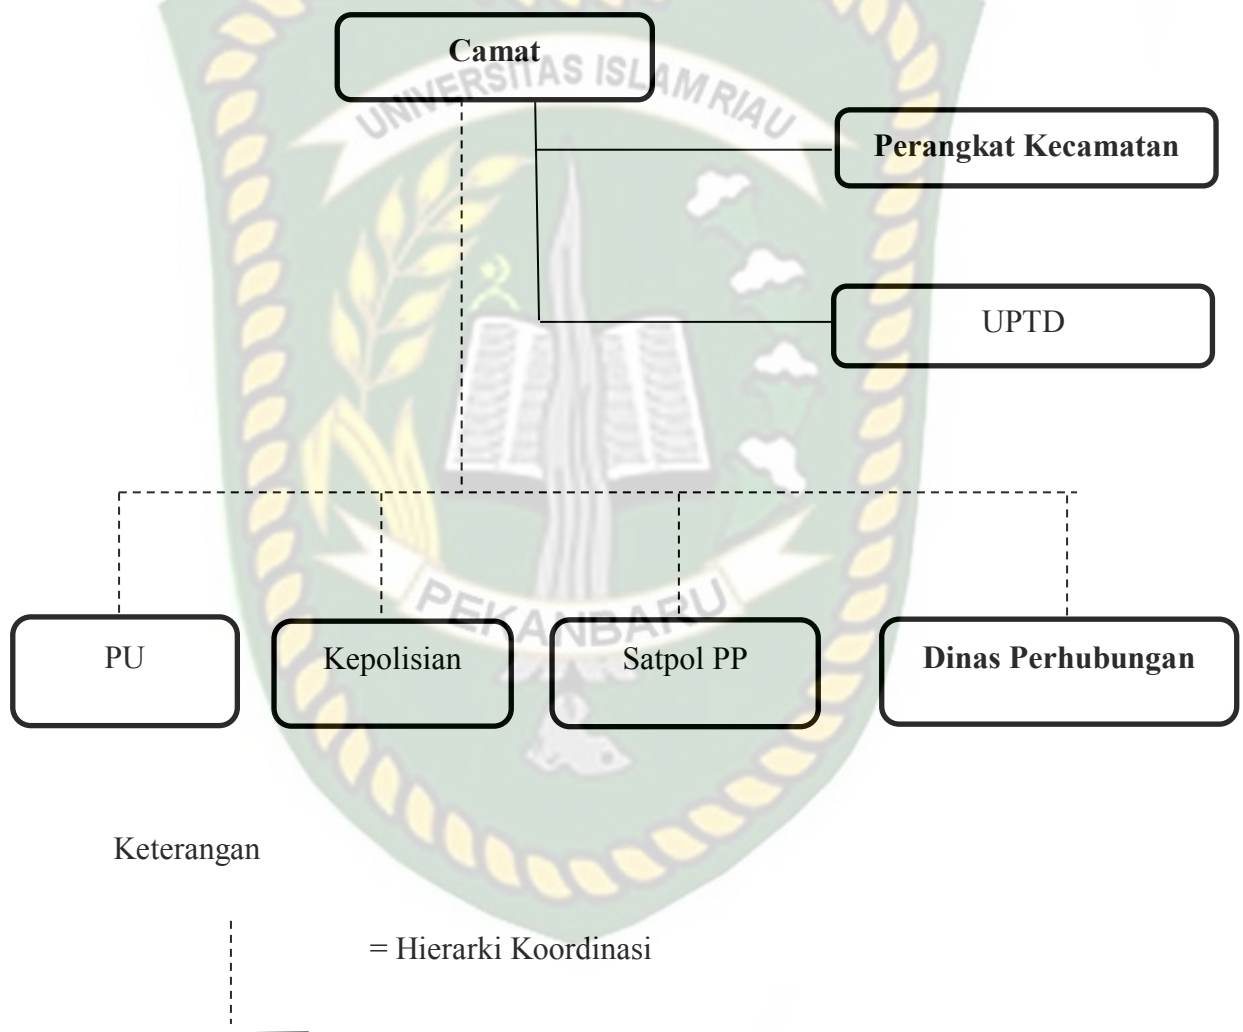 Camat
UNIVERSITAS ISLAM RIAU
Perangkat Kecamatan
UPTD
PEKANBARU
PU
Kepolisian
Satpol PP
Dinas Perhubungan
Keterangan
= Hierarki Koordinasi